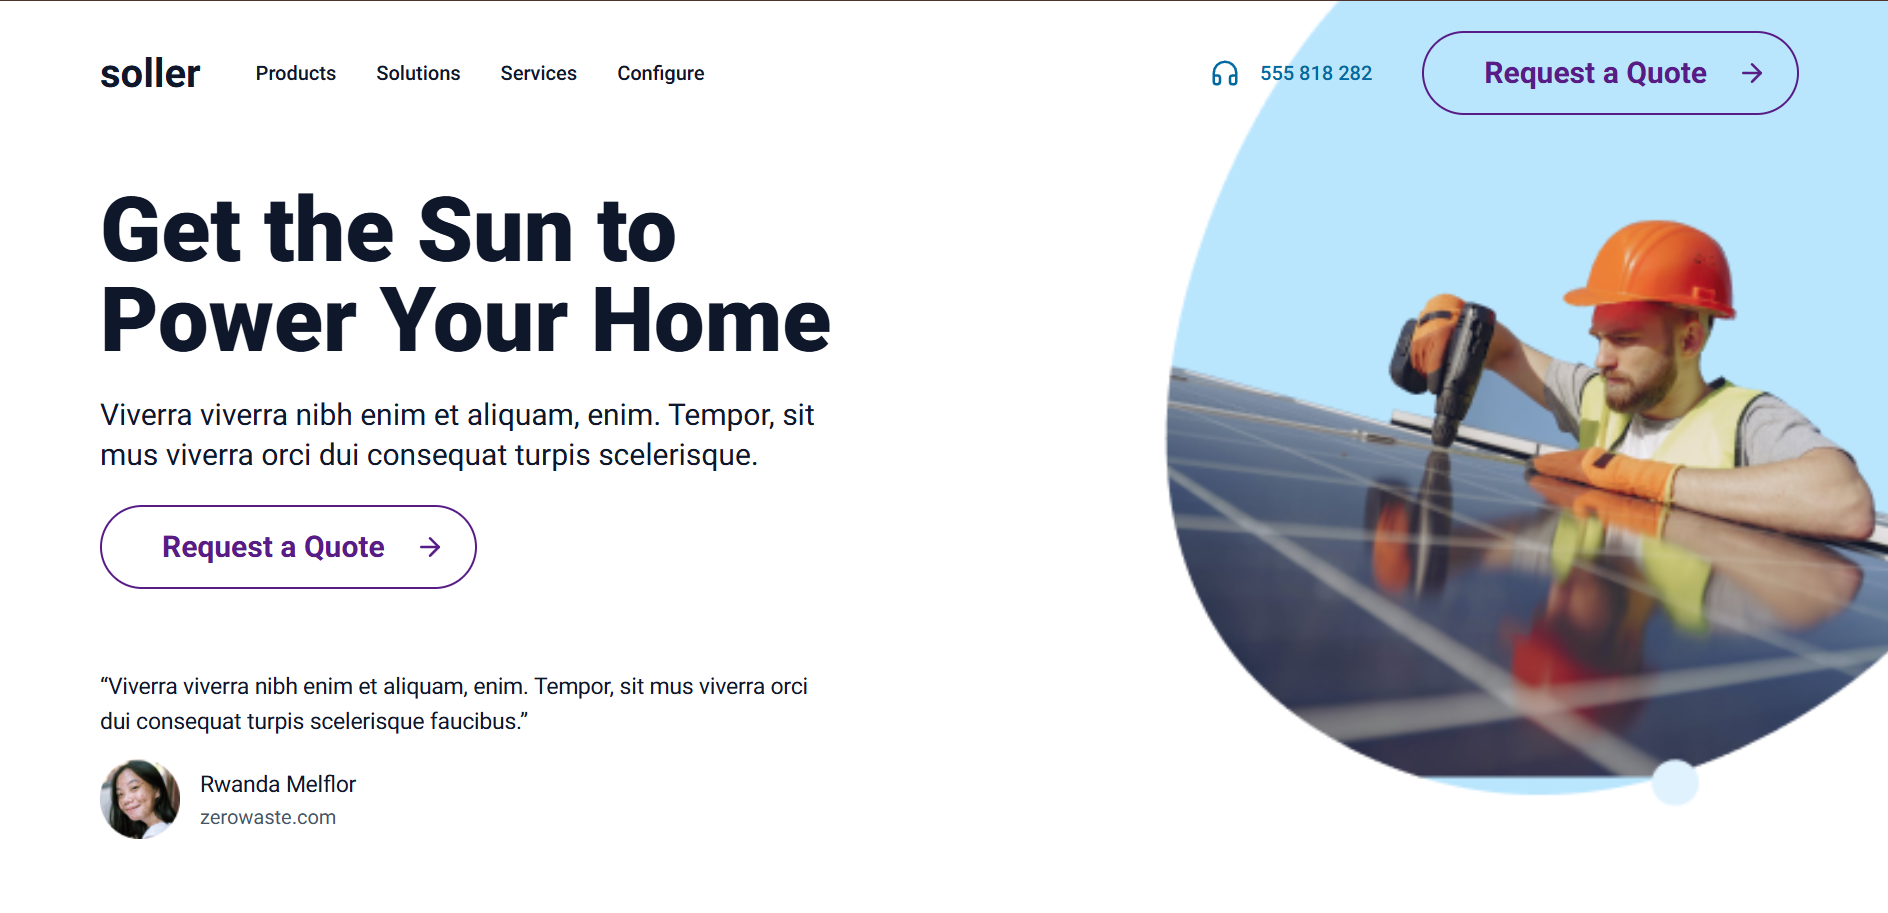 soller
Products
Solutions
Services
Configure
555 818 282
Request a Quote
Get the Sun to
Power Your Home
Viverra viverra nibh enim et aliquam, enim. Tempor, sit
mus viverra orci dui consequat turpis scelerisque.
Request a Quote
“Viverra viverra nibh enim et aliquam, enim. Tempor, sit mus viverra orci
dui consequat turpis scelerisque faucibus.”
Rwanda Melflor
zerowaste.com